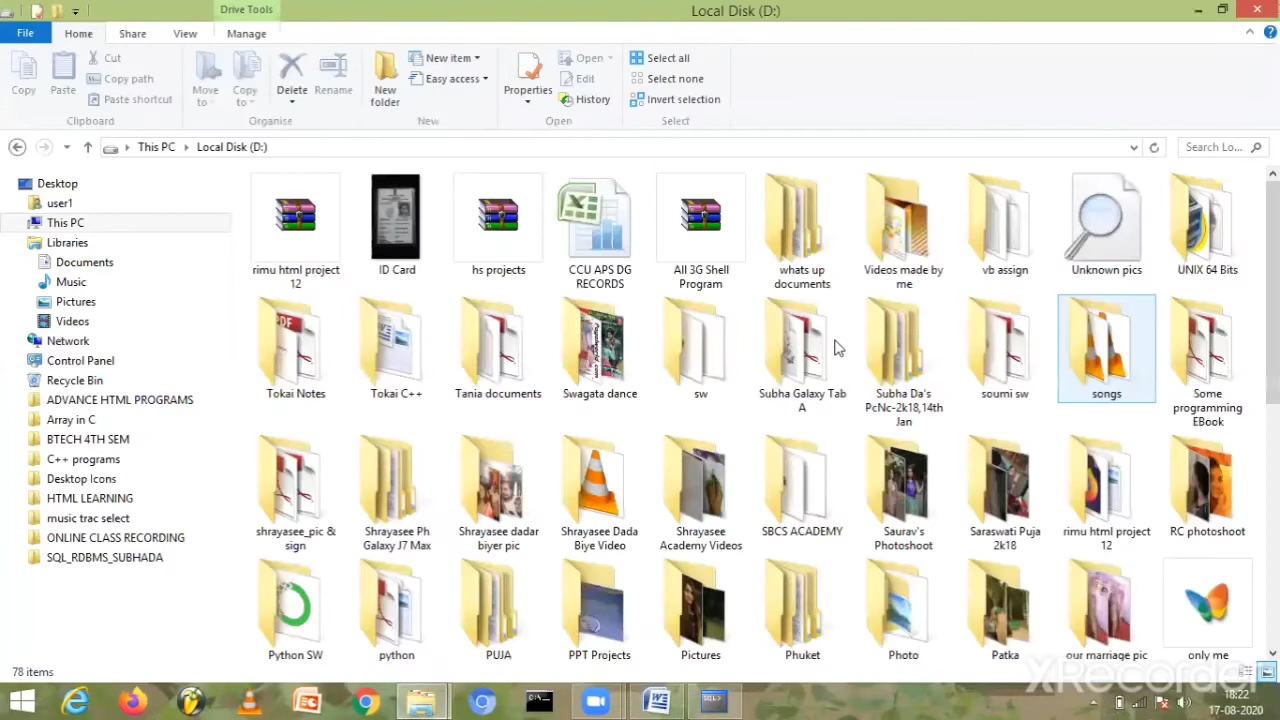 Drive Tools
Local Disk (D:)
File Home Share View Manage
Copy
Paste
Cut
Copy path
Paste shortcut
Clipboard
Move to
Copy to
Delete
Rename
Organise
New folder
New item
Easy access
New
Properties
Open
Edit
History
Open
Select all
Select none
Invert selection
Select
This PC Local Disk (D:)
Search Lo...
Desktop
user1
This PC
Libraries
Documents
Music
Pictures
Videos
Network
Control Panel
Recycle Bin
ADVANCE HTML PROGRAMS
Array in C
BTECH 4TH SEM
C++ programs
Desktop Icons
HTML LEARNING
music trac select
ONLINE CLASS RECORDING
SQL_RDBMS_SUBHADA
rimu html project 12
ID Card
hs projects
CCU APS DG RECORDS
All 3G Shell Program
whats up documents
Videos made by me
vb assign
Unknown pics
UNIX 64 Bits
Tokai Notes
Tokai C++
Tania documents
Swagata dance
sw
Subha Galaxy Tab A
Subha Da's PcNc-2k18,14th Jan
soumi sw
songs
Some programming EBook
shrayasee_pic & sign
Shrayasee Ph Galaxy J7 Max
Shrayasee dadar biyer pic
Shrayasee Dada Biye Video
Shrayasee Academy Videos
SBCS ACADEMY
Saurav's Photoshoot
Saraswati Puja 2k18
rimu html project 12
RC photoshoot
Python SW
python
PUJA
PPT Projects
Pictures
Phuket
Photo
Patka
our marriage pic
only me
78 items
XRecorder
18:22
17-08-2020